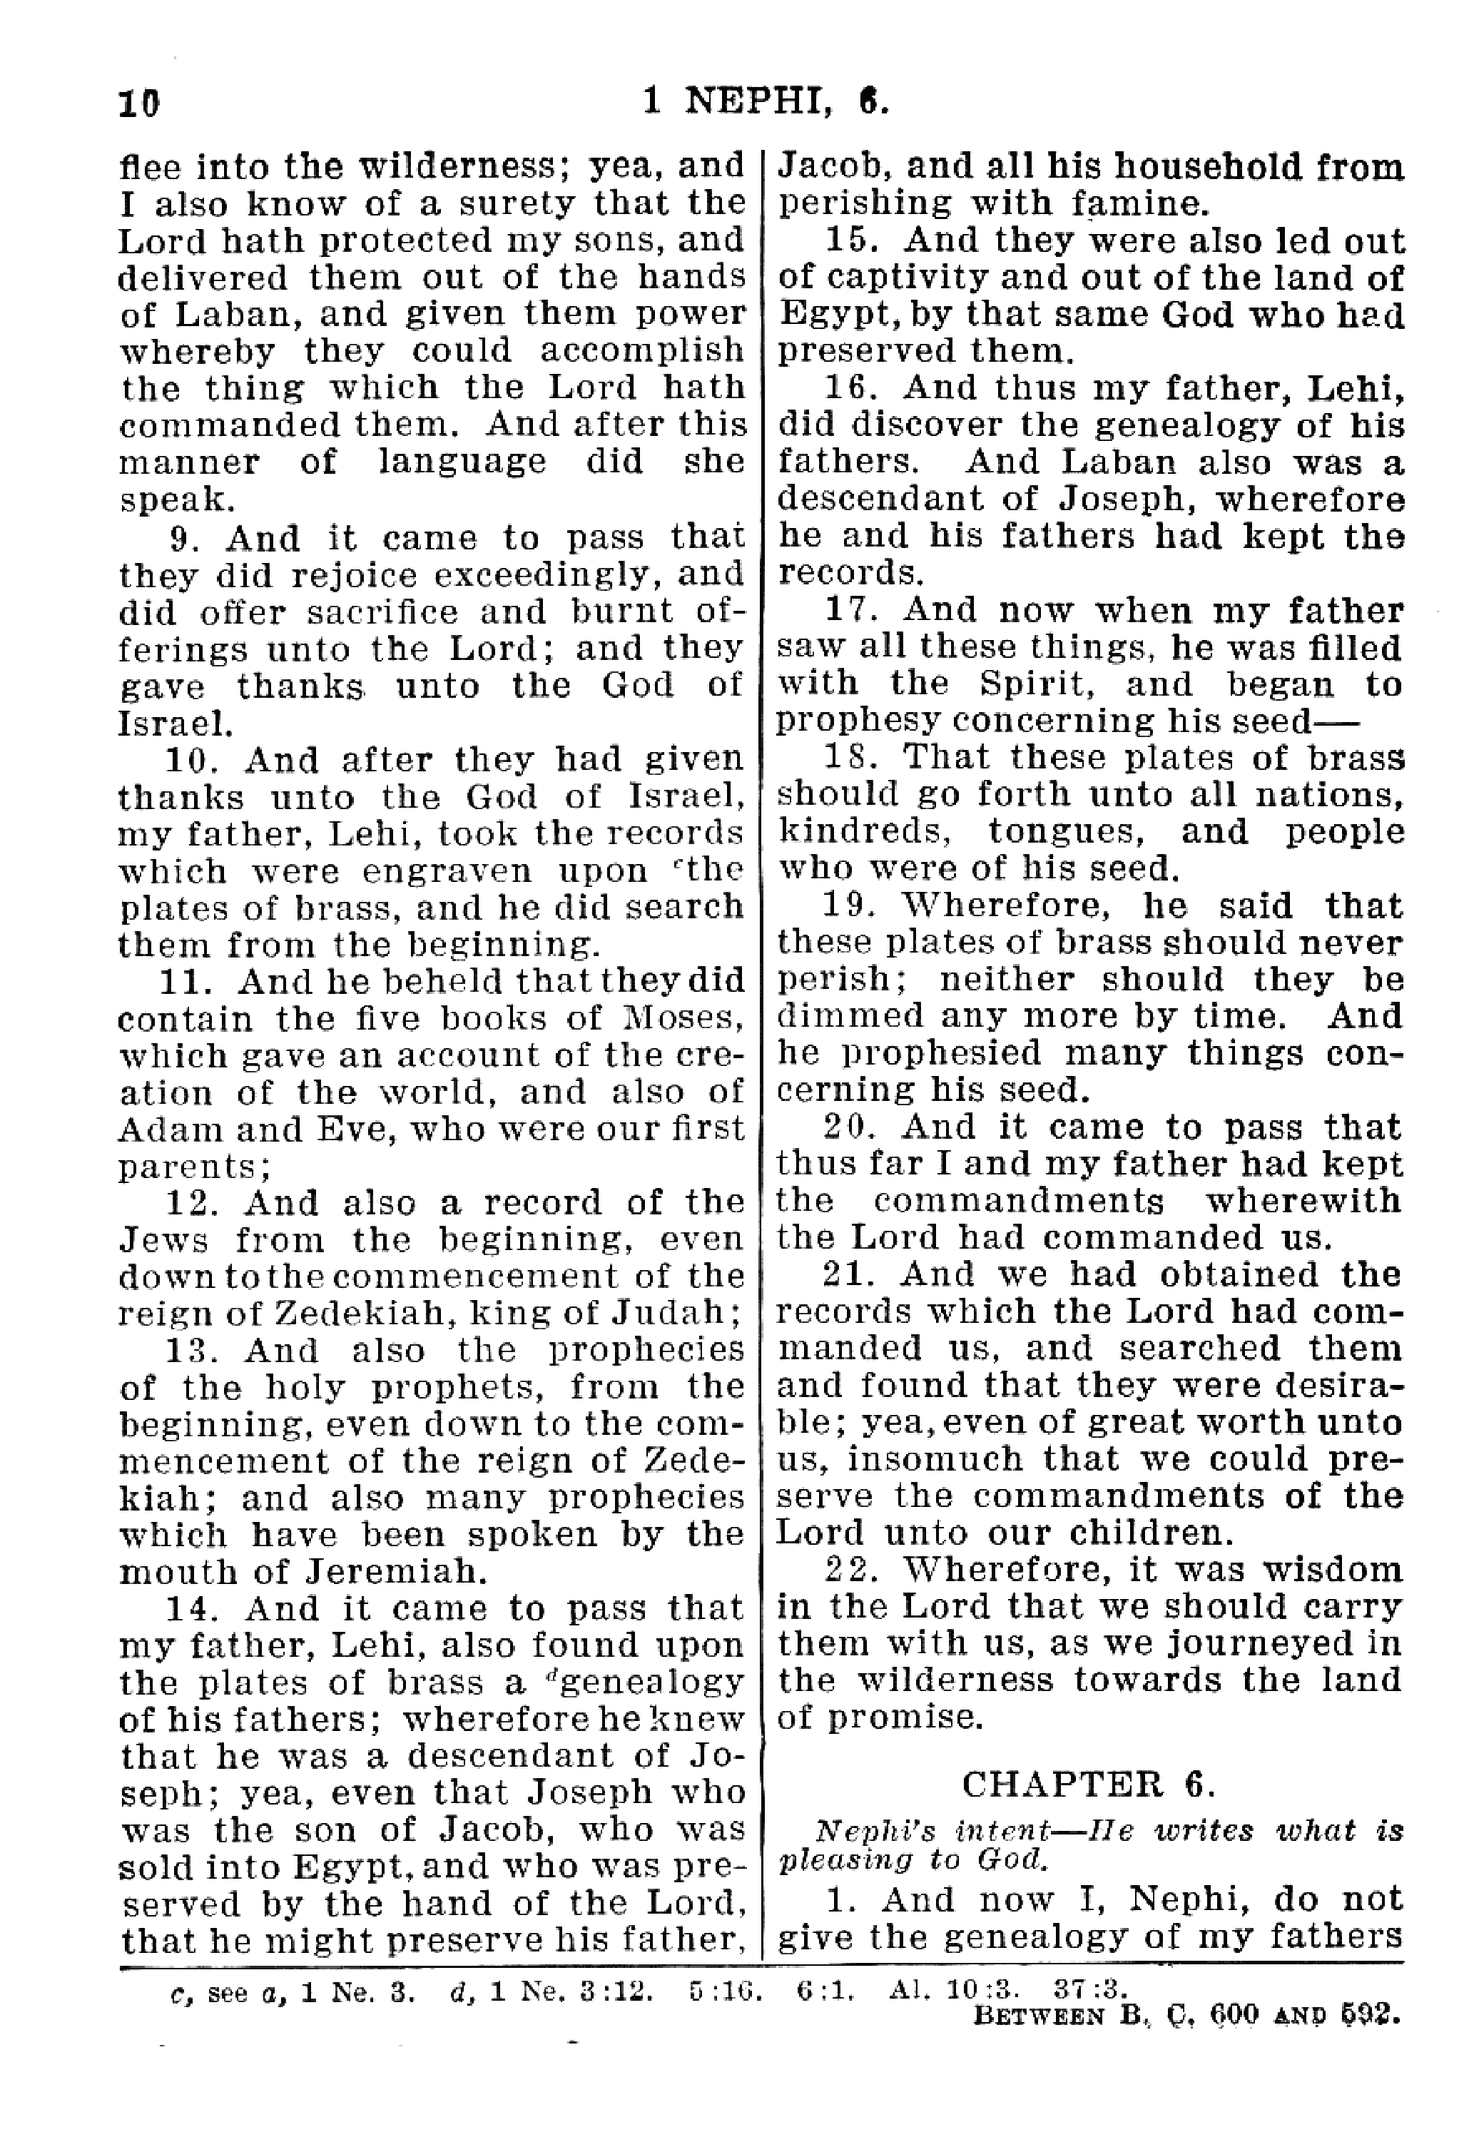 10
1 NEPHI, 6.
flee into the wilderness; yea, and
I also know of a surety that the
Lord hath protected my sons, and
delivered them out of the hands
of Laban, and given them power
whereby they could accomplish
the thing which the Lord hath
commanded them. And after this
manner of language did she
speak.
9. And it came to pass that
they did rejoice exceedingly, and
did offer sacrifice and burnt of-
ferings unto the Lord; and they
gave thanks unto the God of
Israel.
10. And after they had given
thanks unto the God of Israel,
my father, Lehi, took the records
which were engraven upon cthe
plates of brass, and he did search
them from the beginning.
11. And he beheld that they did
contain the five books of Moses,
which gave an account of the cre-
ation of the world, and also of
Adam and Eve, who were our first
parents;
12. And also a record of the
Jews from the beginning, even
down to the commencement of the
reign of Zedekiah, king of Judah;
13. And also the prophecies
of the holy prophets, from the
beginning, even down to the com-
mencement of the reign of Zede-
kiah; and also many prophecies
which have been spoken by the
mouth of Jeremiah.
14. And it came to pass that
my father, Lehi, also found upon
the plates of brass a dgenealogy
of his fathers; wherefore he knew
that he was a descendant of Jo-
seph; yea, even that Joseph who
was the son of Jacob, who was
sold into Egypt, and who was pre-
served by the hand of the Lord,
that he might preserve his father,
Jacob, and all his household from
perishing with famine.
15. And they were also led out
of captivity and out of the land of
Egypt, by that same God who had
preserved them.
16. And thus my father, Lehi,
did discover the genealogy of his
fathers. And Laban also was a
descendant of Joseph, wherefore
he and his fathers had kept the
records.
17. And now when my father
saw all these things, he was filled
with the Spirit, and began to
prophesy concerning his seed—
18. That these plates of brass
should go forth unto all nations,
kindreds, tongues, and people
who were of his seed.
19. Wherefore, he said that
these plates of brass should never
perish; neither should they be
dimmed any more by time. And
he prophesied many things con-
cerning his seed.
20. And it came to pass that
thus far I and my father had kept
the commandments wherewith
the Lord had commanded us.
21. And we had obtained the
records which the Lord had com-
manded us, and searched them
and found that they were desira-
ble; yea, even of great worth unto
us, insomuch that we could pre-
serve the commandments of the
Lord unto our children.
22. Wherefore, it was wisdom
in the Lord that we should carry
them with us, as we journeyed in
the wilderness towards the land
of promise.
CHAPTER 6.
Nephi's intent—He writes what is
pleasing to God.
1. And now I, Nephi, do not
give the genealogy of my fathers
c, see a, 1 Ne. 3. d, 1 Ne. 3:12. 5:16. 6:1. Al. 10:3. 37:3.
BETWEEN B. C. 600 AND 592.